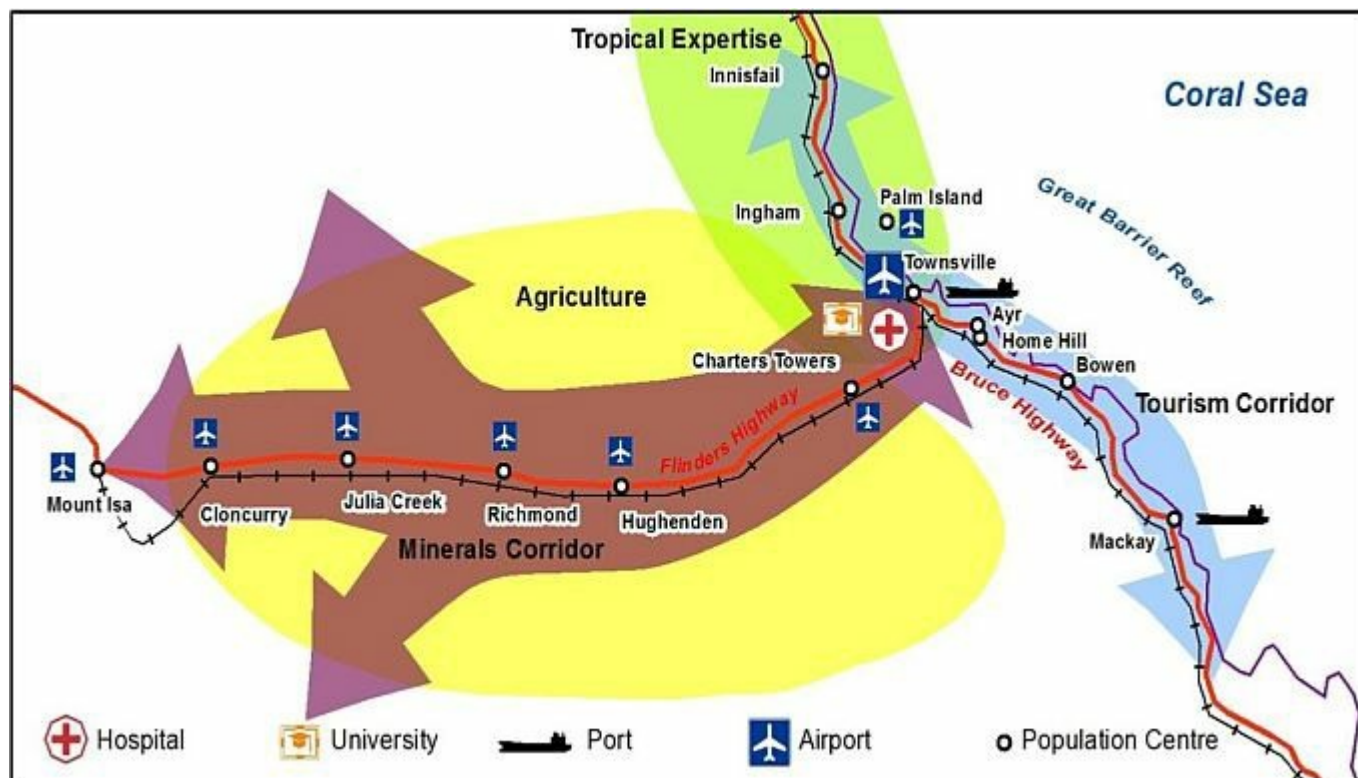 Tropical Expertise
Innisfail
Coral Sea
Great Barrier Reef
Ingham
Palm Island
Townsville
Agriculture
Ayr
Home Hill
Charters Towers
Bowen
Bruce Highway
Tourism Corridor
Flinders Highway
Mount Isa
Cloncurry
Julia Creek
Richmond
Hughenden
Minerals Corridor
Mackay
Hospital
University
Port
Airport
Population Centre